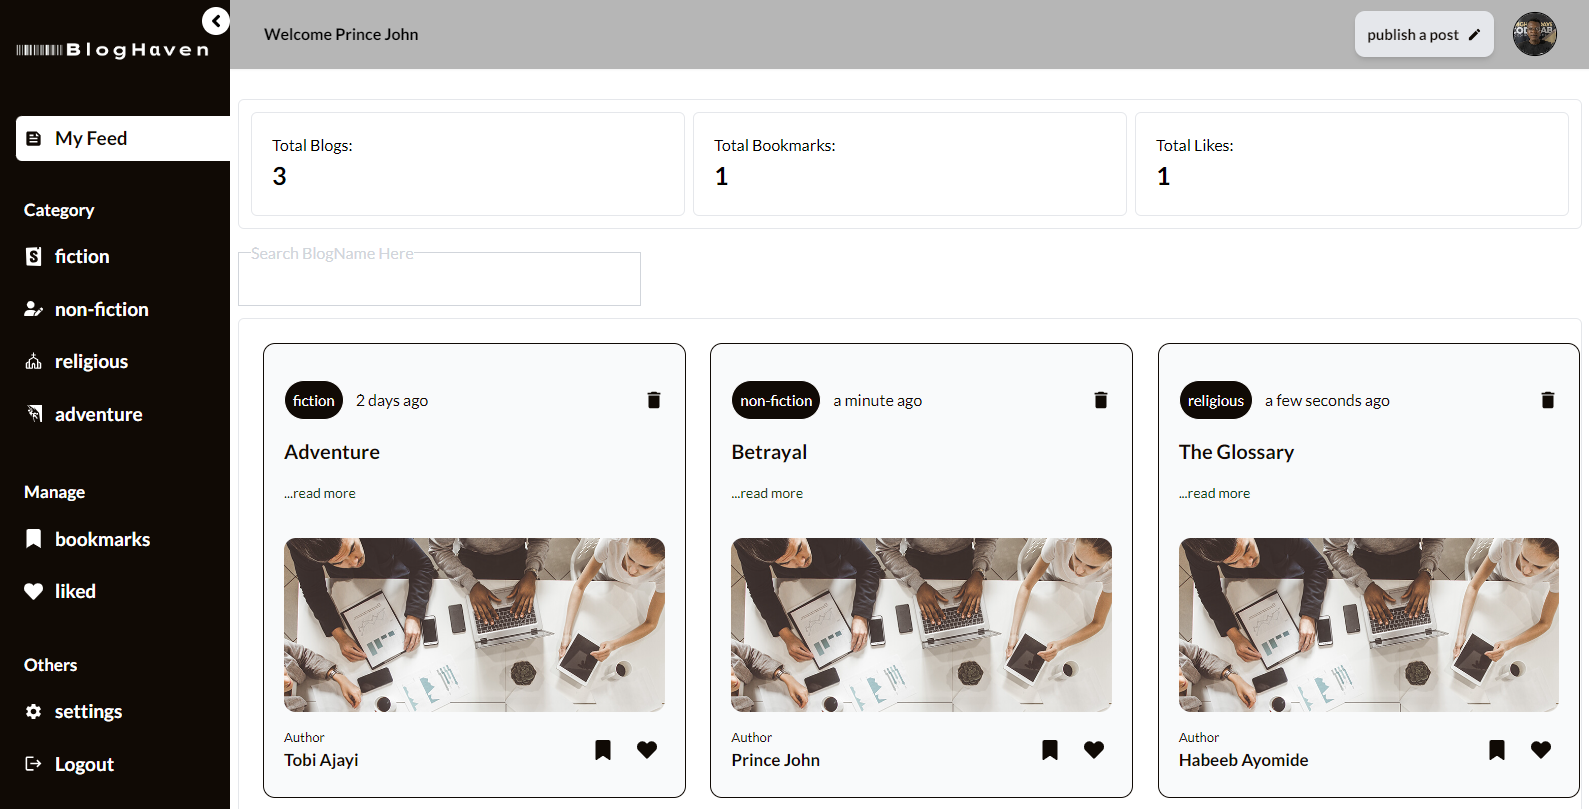 BlogHaven
My Feed
Category
fiction
non-fiction
religious
adventure
Manage
bookmarks
liked
Others
settings
Logout
Welcome Prince John
publish a post
Total Blogs:
3
Total Bookmarks:
1
Total Likes:
1
Search BlogName Here
fiction 2 days ago
Adventure
...read more
Author
Tobi Ajayi
non-fiction a minute ago
Betrayal
...read more
Author
Prince John
religious a few seconds ago
The Glossary
...read more
Author
Habeeb Ayomide